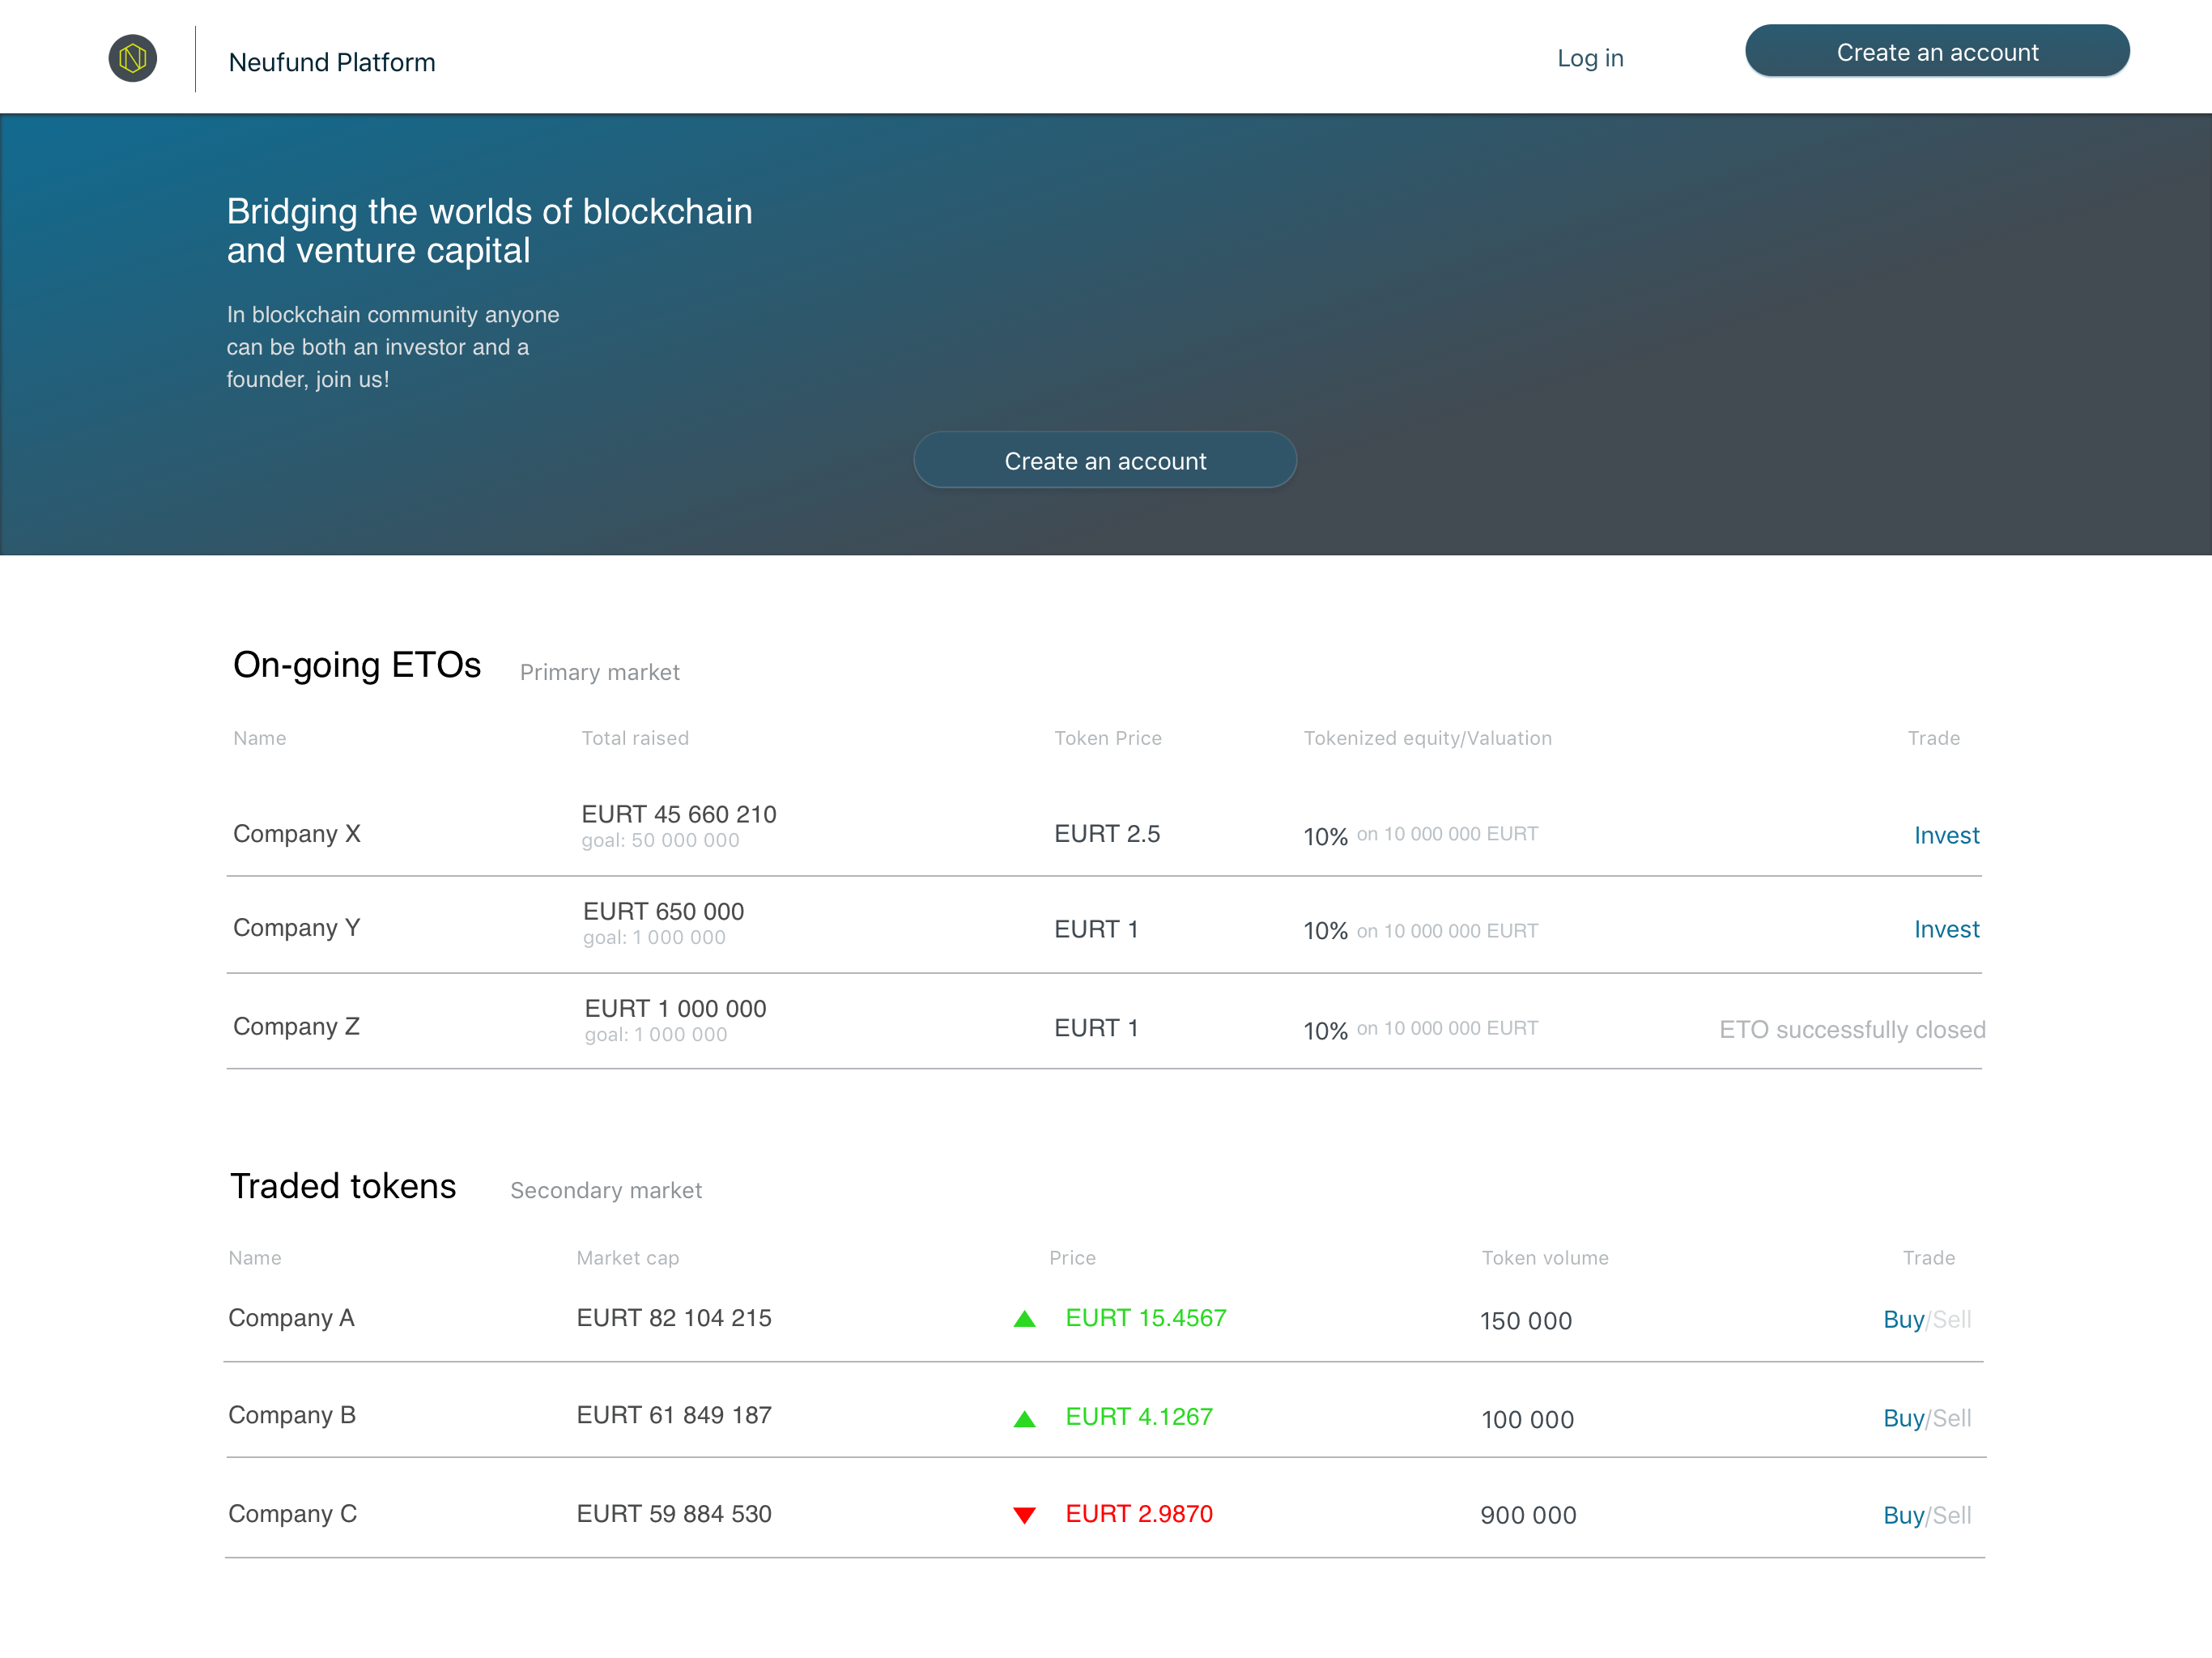 Neufund Platform
Log in
Create an account
Bridging the worlds of blockchain
and venture capital
In blockchain community anyone
can be both an investor and a
founder, join us!
Create an account
On-going ETOs Primary market
Name Total raised Token Price Tokenized equity/Valuation Trade
Company X EURT 45 660 210 EURT 2.5 10% on 10 000 000 EURT Invest
goal: 50 000 000
Company Y EURT 650 000 EURT 1 10% on 10 000 000 EURT Invest
goal: 1 000 000
Company Z EURT 1 000 000 EURT 1 10% on 10 000 000 EURT ETO successfully closed
goal: 1 000 000
Traded tokens Secondary market
Name Market cap Price Token volume Trade
Company A EURT 82 104 215 EURT 15.4567 150 000 Buy/Sell
Company B EURT 61 849 187 EURT 4.1267 100 000 Buy/Sell
Company C EURT 59 884 530 EURT 2.9870 900 000 Buy/Sell